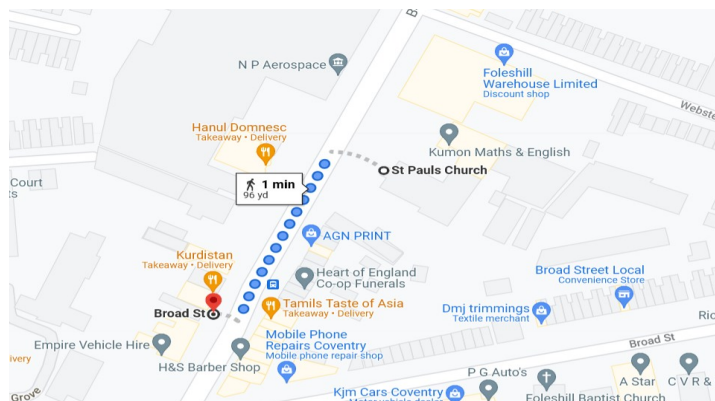 B
N P Aerospace
Foleshill
Warehouse Limited
Discount shop
Webste
Hanul Domnesc
Takeaway • Delivery
Kumon Maths & English
Court
ts
1 min
96 yd
St Pauls Church
AGN PRINT
Kurdistan
Takeaway • Delivery
Heart of England
Co-op Funerals
Broad Street Local
Convenience Store
Ric
Tamils Taste of Asia
Takeaway • Delivery
Dmj trimmings
Textile merchant
Broad St
Empire Vehicle Hire
Mobile Phone
Repairs Coventry
Mobile phone repair shop
Broad St
ivery
H&S Barber Shop
P G Auto's
A Star
C V R &
Grove
Kjm Cars Coventry
Foleshill Baptist Church